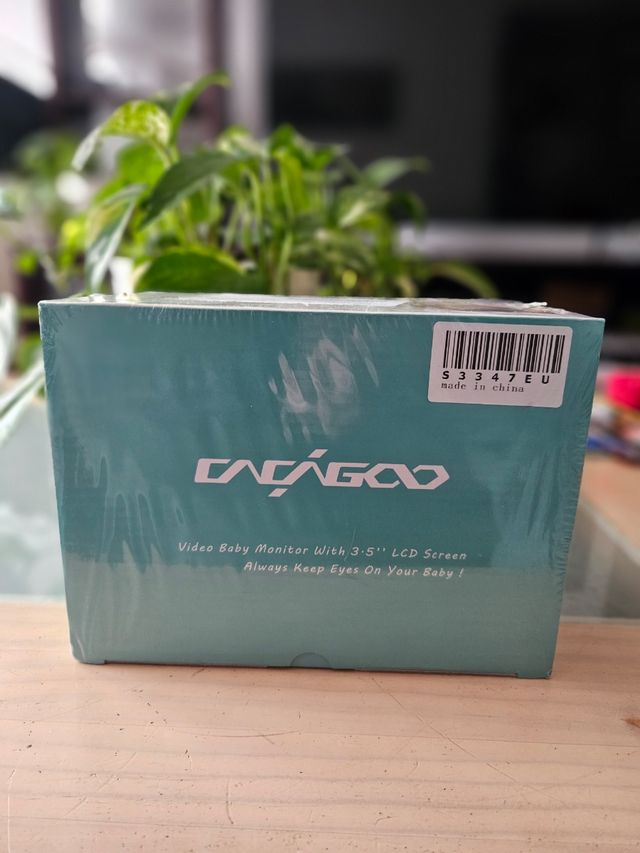 S3347EU
made in china
CACAGOO
Video Baby Monitor With 3.5'' LCD Screen
Always Keep Eyes On Your Baby !